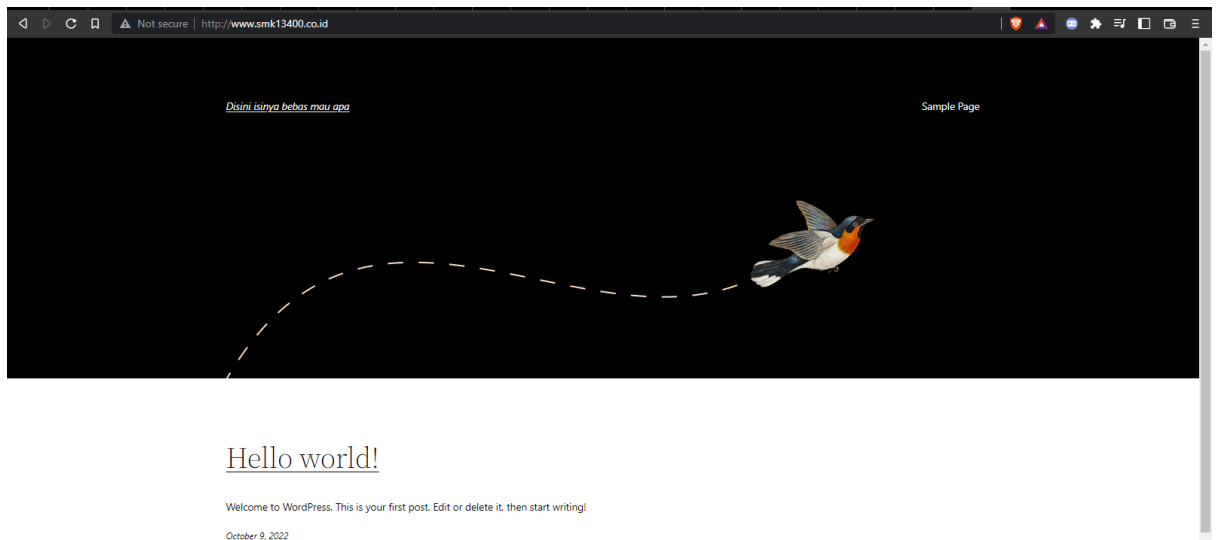 Not secure | http://www.smk13400.co.id
Disini isinya bebas mau apa
Sample Page
Hello world!
Welcome to WordPress. This is your first post. Edit or delete it, then start writing!
October 9, 2022